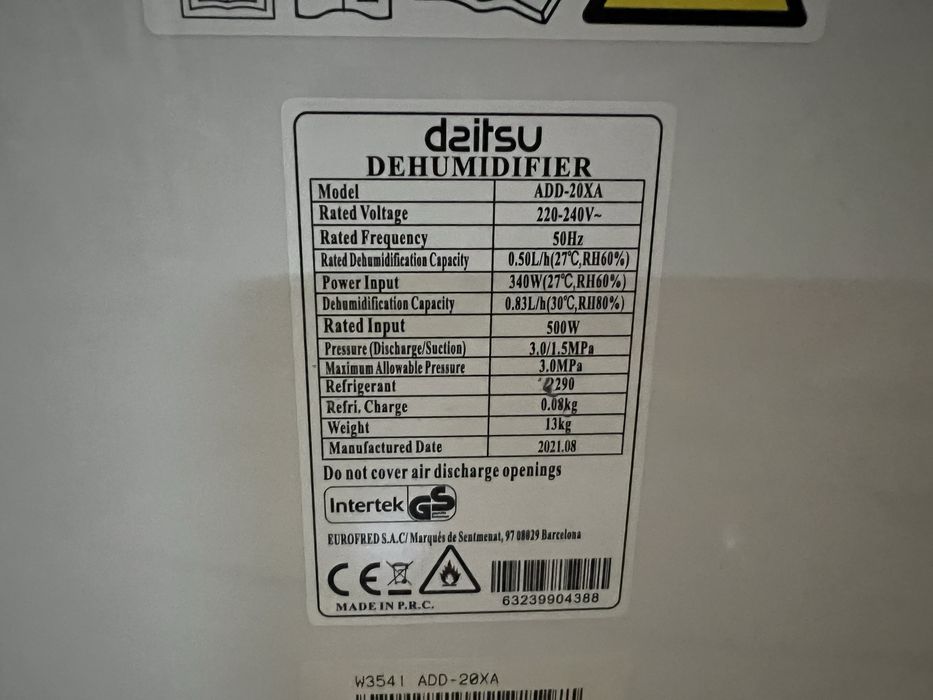 daitsu
DEHUMIDIFIER
Model ADD-20XA
Rated Voltage 220-240V~
Rated Frequency 50Hz
Rated Dehumidification Capacity 0.50L/h(27℃,RH60%)
Power Input 340W(27℃,RH60%)
Dehumidification Capacity 0.83L/h(30℃,RH80%)
Rated Input 500W
Pressure (Discharge/Suction) 3.0/1.5MPa
Maximum Allowable Pressure 3.0MPa
Refrigerant R290
Refri. Charge 0.08kg
Weight 13kg
Manufactured Date 2021.08
Do not cover air discharge openings
Intertek GS
EUROFRED S.A.C/ Marqués de Sentmenat, 97 08029 Barcelona
CE
63239904388
MADE IN P.R.C.
W3541 ADD-20XA